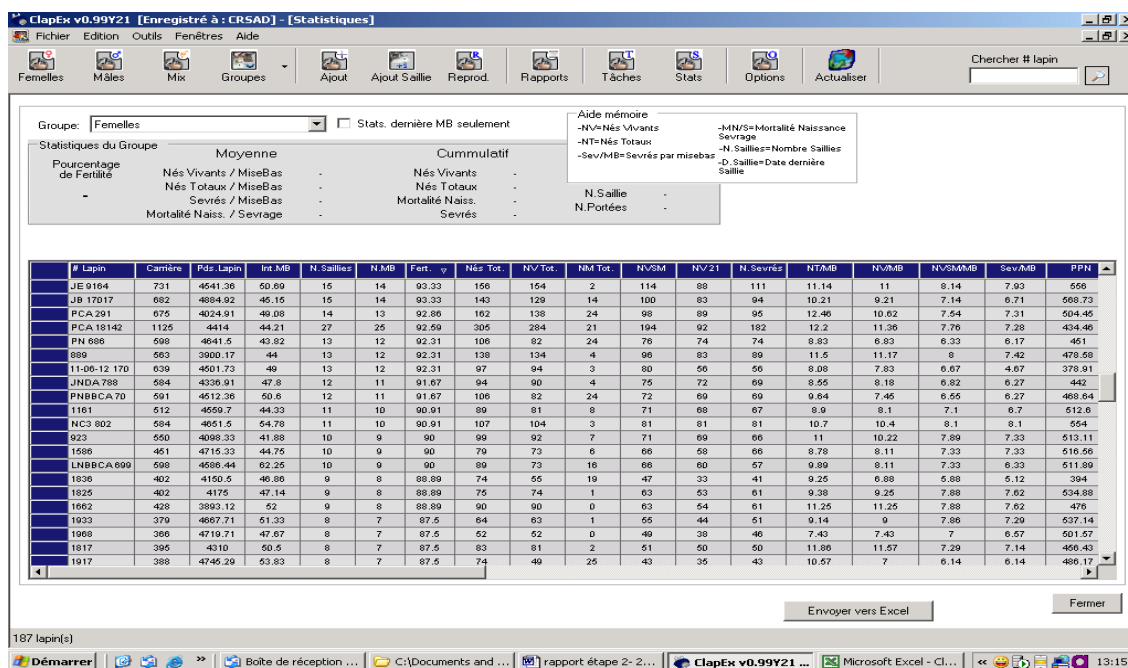 ClapEx v0.99Y21 [Enregistré à : CRSAD] - [Statistiques]
Fichier Edition Outils Fenêtres Aide
Femelles Mâles Mix Groupes Ajout Ajout Saillie Reprod. Rapports Tâches Stats Options Actualiser
Chercher # lapin
Groupe: Femelles
Stats. dernière MB seulement
Aide mémoire
-NV=Nés Vivants
-NT=Nés Totaux
-Sev/MB=Sevrés par misebas
-MN/S=Mortalité Naissance Sevrage
-N.Saillies=Nombre Saillies
-D.Saillie=Date dernière Saillie
Statistiques du Groupe
Pourcentage de Fertilité
-
Moyenne
Nés Vivants / MiseBas -
Nés Totaux / MiseBas -
Sevrés / MiseBas -
Mortalité Naiss. / Sevrage -
Cummulatif
Nés Vivants -
Nés Totaux -
Mortalité Naiss. -
Sevrés -
N.Saillie -
N.Portées -
# Lapin Carrière Pds.Lapin Int.MB N.Saillies N.MB Fert. Nés Tot. NV Tot. NM Tot. NVSM NV 21 N.Sevrés NT/MB NV/MB NVSM/MB Sev/MB PPN
JE 9164 731 4541.36 50.69 15 14 93.33 156 154 2 114 88 111 11.14 11 8.14 7.93 556
JB 17017 682 4884.92 45.15 15 14 93.33 143 129 14 100 83 94 10.21 9.21 7.14 6.71 568.73
PCA 291 675 4024.91 49.08 14 13 92.86 162 138 24 98 89 95 12.46 10.62 7.54 7.31 504.45
PCA 18142 1125 4414 44.21 27 25 92.59 305 284 21 194 92 182 12.2 11.36 7.76 7.28 434.46
PN 686 598 4641.5 43.82 13 12 92.31 106 82 24 76 74 74 8.83 6.83 6.33 6.17 451
889 563 3900.17 44 13 12 92.31 138 134 4 96 83 89 11.5 11.17 8 7.42 478.58
11-06-12 170 639 4501.73 49 13 12 92.31 97 94 3 80 56 56 8.08 7.83 6.67 4.67 378.91
JNDA 788 584 4336.91 47.8 12 11 91.67 94 90 4 75 72 69 8.55 8.18 6.82 6.27 442
PNBBCA 70 591 4512.36 50.6 12 11 91.67 106 82 24 72 69 69 9.64 7.45 6.55 6.27 468.64
1161 512 4559.7 44.33 11 10 90.91 89 81 8 71 68 67 8.9 8.1 7.1 6.7 512.6
NC3 802 584 4651.5 54.78 11 10 90.91 107 104 3 81 81 81 10.7 10.4 8.1 8.1 554
923 550 4098.33 41.88 10 9 90 99 92 7 71 69 66 11 10.22 7.89 7.33 513.11
1586 451 4715.33 44.75 10 9 90 79 73 6 66 58 66 8.78 8.11 7.33 7.33 516.56
LNBBCA 699 598 4586.44 62.25 10 9 90 89 73 16 66 60 57 9.89 8.11 7.33 6.33 511.89
1836 402 4150.5 46.86 9 8 88.89 74 55 19 47 33 41 9.25 6.88 5.88 5.12 394
1825 402 4175 47.14 9 8 88.89 75 74 1 63 53 61 9.38 9.25 7.88 7.62 534.88
1662 428 3893.12 52 9 8 88.89 90 90 0 63 54 61 11.25 11.25 7.88 7.62 476
1933 379 4667.71 51.33 8 7 87.5 64 63 1 55 44 51 9.14 9 7.86 7.29 537.14
1968 366 4719.71 47.67 8 7 87.5 52 52 0 49 38 46 7.43 7.43 7 6.57 501.57
1817 395 4310 50.5 8 7 87.5 83 81 2 51 50 50 11.86 11.57 7.29 7.14 456.43
1917 388 4745.29 53.83 8 7 87.5 74 49 25 43 35 43 10.57 7 6.14 6.14 486.17
Envoyer vers Excel
Fermer
187 lapin(s)
Démarrer » Boîte de réception ... C:\Documents and ... rapport étape 2- 2... ClapEx v0.99Y21 ... Microsoft Excel - Cl... « 13:15